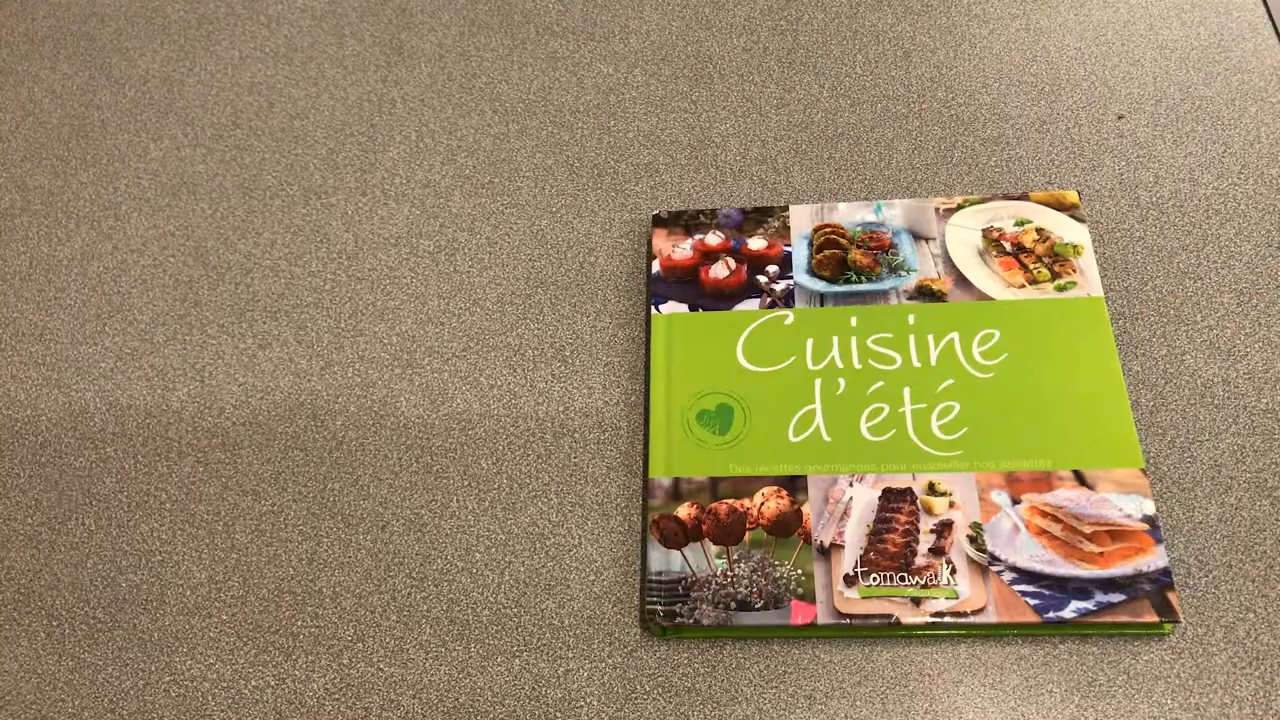 Cuisine
d'été
Des recettes gourmandes pour ensoleiller nos assiettes
tomawak